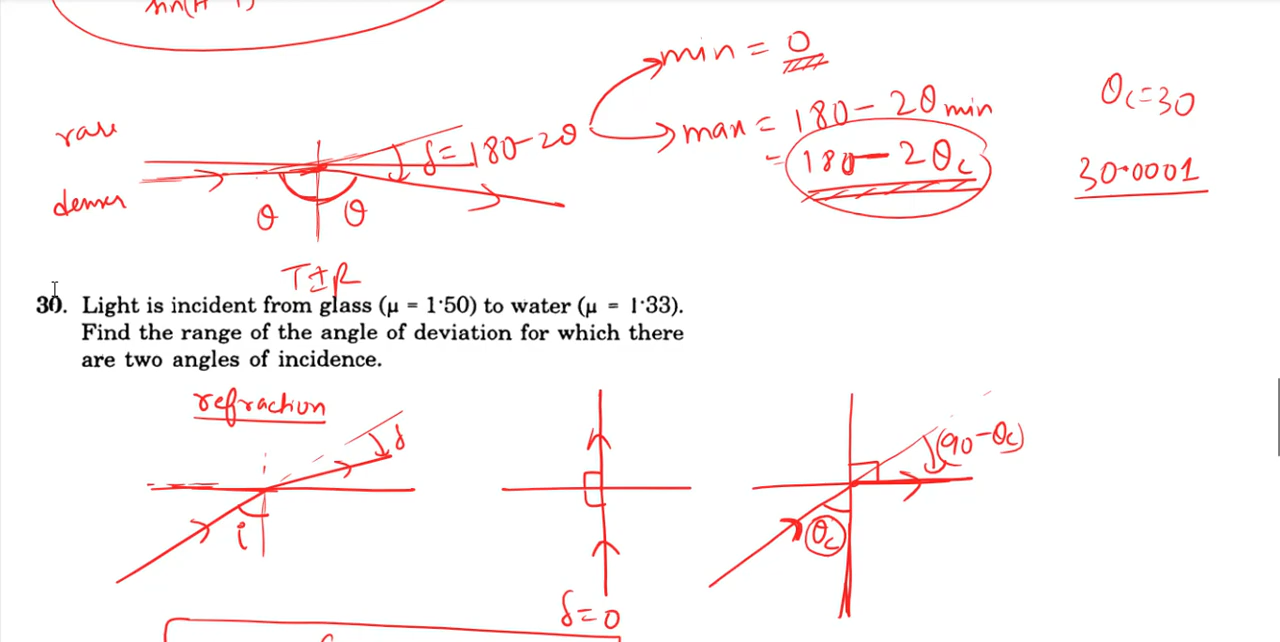 min = 0
rare
δ = 180-2θ
max = 180 - 2θmin
= 180 - 2θc
θc=30
30.0001
denser
θ θ
TIR
30. Light is incident from glass (μ = 1·50) to water (μ = 1·33).
Find the range of the angle of deviation for which there
are two angles of incidence.
refraction
δ
i
δ=0
(90-θc)
θc